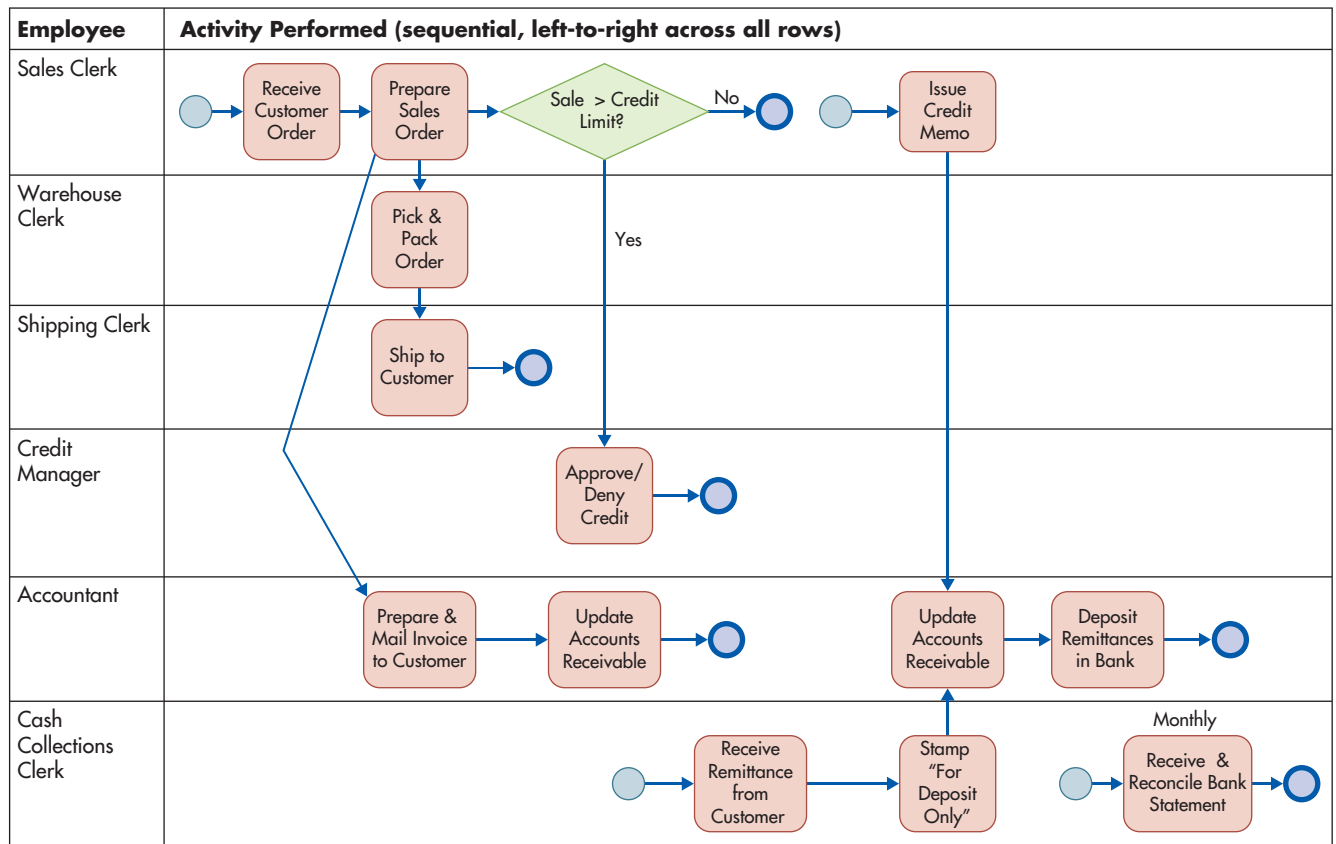 Employee
Activity Performed (sequential, left-to-right across all rows)
Sales Clerk
Receive
Customer
Order
Prepare
Sales
Order
Sale > Credit
Limit?
No
Issue
Credit
Memo
Warehouse
Clerk
Pick &
Pack
Order
Yes
Shipping Clerk
Ship to
Customer
Credit
Manager
Approve/
Deny
Credit
Accountant
Prepare &
Mail Invoice
to Customer
Update
Accounts
Receivable
Update
Accounts
Receivable
Deposit
Remittances
in Bank
Cash
Collections
Clerk
Receive
Remittance
from
Customer
Stamp
“For
Deposit
Only”
Monthly
Receive &
Reconcile Bank
Statement